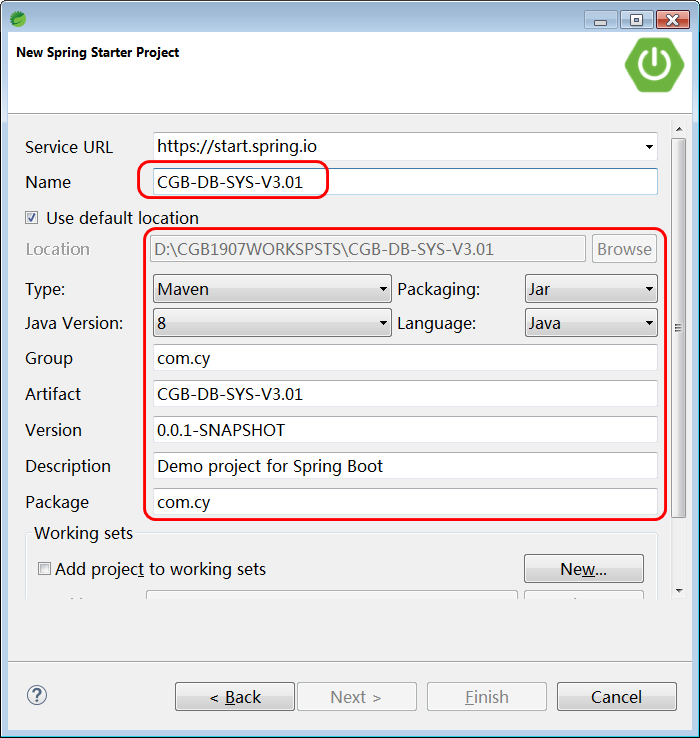 New Spring Starter Project
Service URL https://start.spring.io
Name CGB-DB-SYS-V3.01
Use default location
Location D:\CGB1907WORKSPSTS\CGB-DB-SYS-V3.01 Browse
Type: Maven Packaging: Jar
Java Version: 8 Language: Java
Group com.cy
Artifact CGB-DB-SYS-V3.01
Version 0.0.1-SNAPSHOT
Description Demo project for Spring Boot
Package com.cy
Working sets
Add project to working sets New...
? < Back Next > Finish Cancel